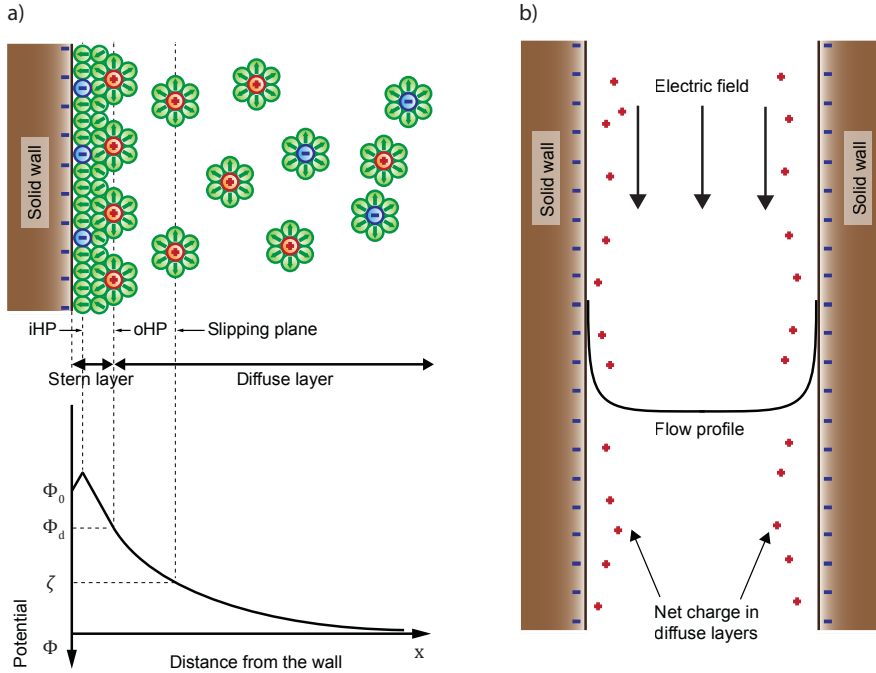 a)
Solid wall
iHP
oHP
Slipping plane
Stern layer
Diffuse layer
Φ0
Φd
ζ
Potential
Φ
Distance from the wall
x
b)
Solid wall
Electric field
Solid wall
Flow profile
Net charge in
diffuse layers